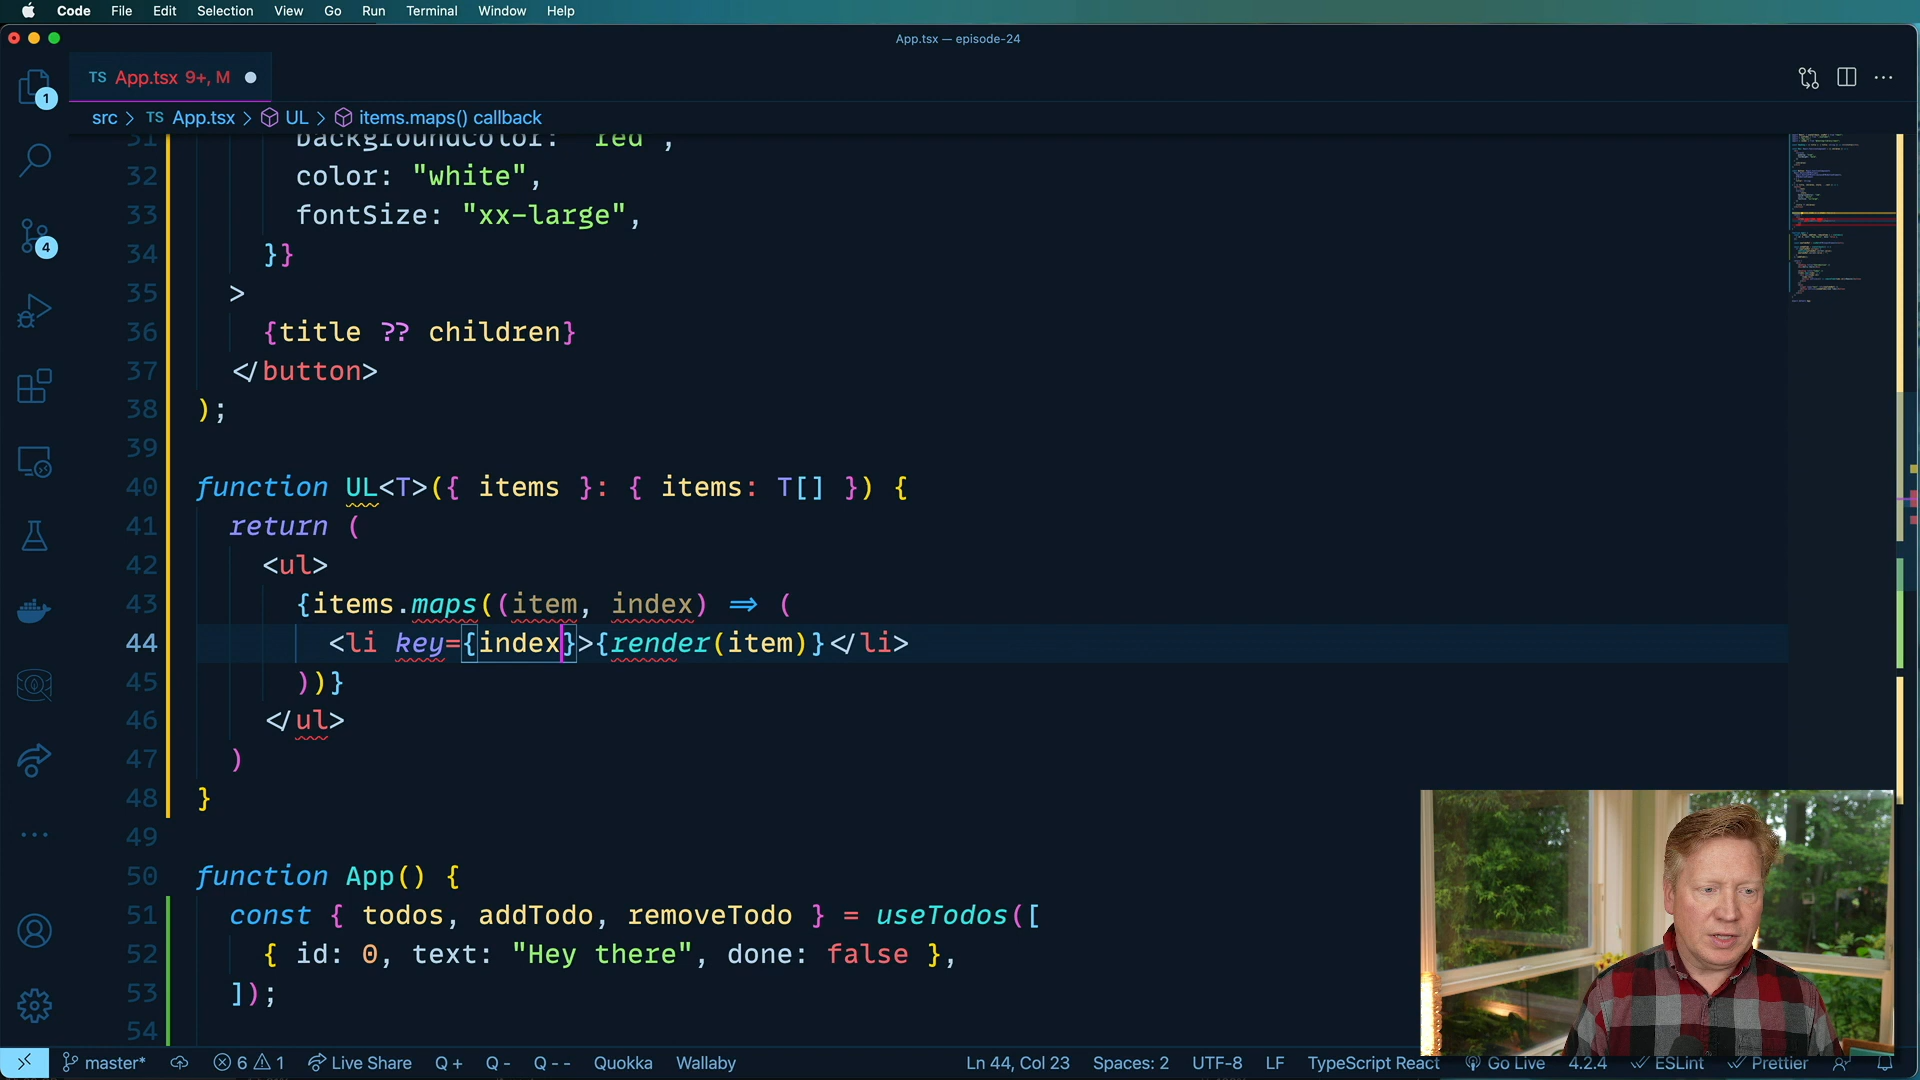 Code File Edit Selection View Go Run Terminal Window Help
App.tsx — episode-24
TS App.tsx 9+, M
src > TS App.tsx > UL > items.maps() callback
31 backgroundColor: "red",
32 color: "white",
33 fontSize: "xx-large",
34 }}
35 >
36 {title ?? children}
37 </button>
38 );
39
40 function UL<T>({ items }: { items: T[] }) {
41 return (
42 <ul>
43 {items.maps((item, index) => (
44 <li key={index}>{render(item)}</li>
45 ))}
46 </ul>
47 )
48 }
49
50 function App() {
51 const { todos, addTodo, removeTodo } = useTodos([
52 { id: 0, text: "Hey there", done: false },
53 ]);
54
1
4
master* 6 1 Live Share Q + Q - Q - - Quokka Wallaby Ln 44, Col 23 Spaces: 2 UTF-8 LF TypeScript React Go Live 4.2.4 ESLint Prettier